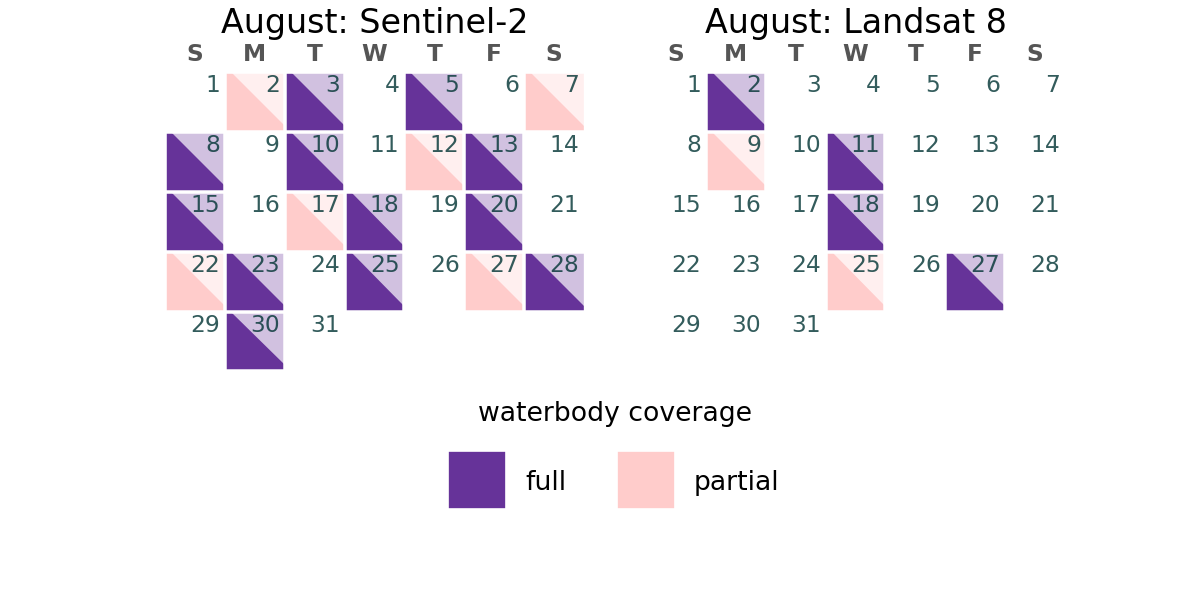 August: Sentinel-2
S M T W T F S
1 2 3 4 5 6 7
8 9 10 11 12 13 14
15 16 17 18 19 20 21
22 23 24 25 26 27 28
29 30 31
August: Landsat 8
S M T W T F S
1 2 3 4 5 6 7
8 9 10 11 12 13 14
15 16 17 18 19 20 21
22 23 24 25 26 27 28
29 30 31
waterbody coverage
full
partial